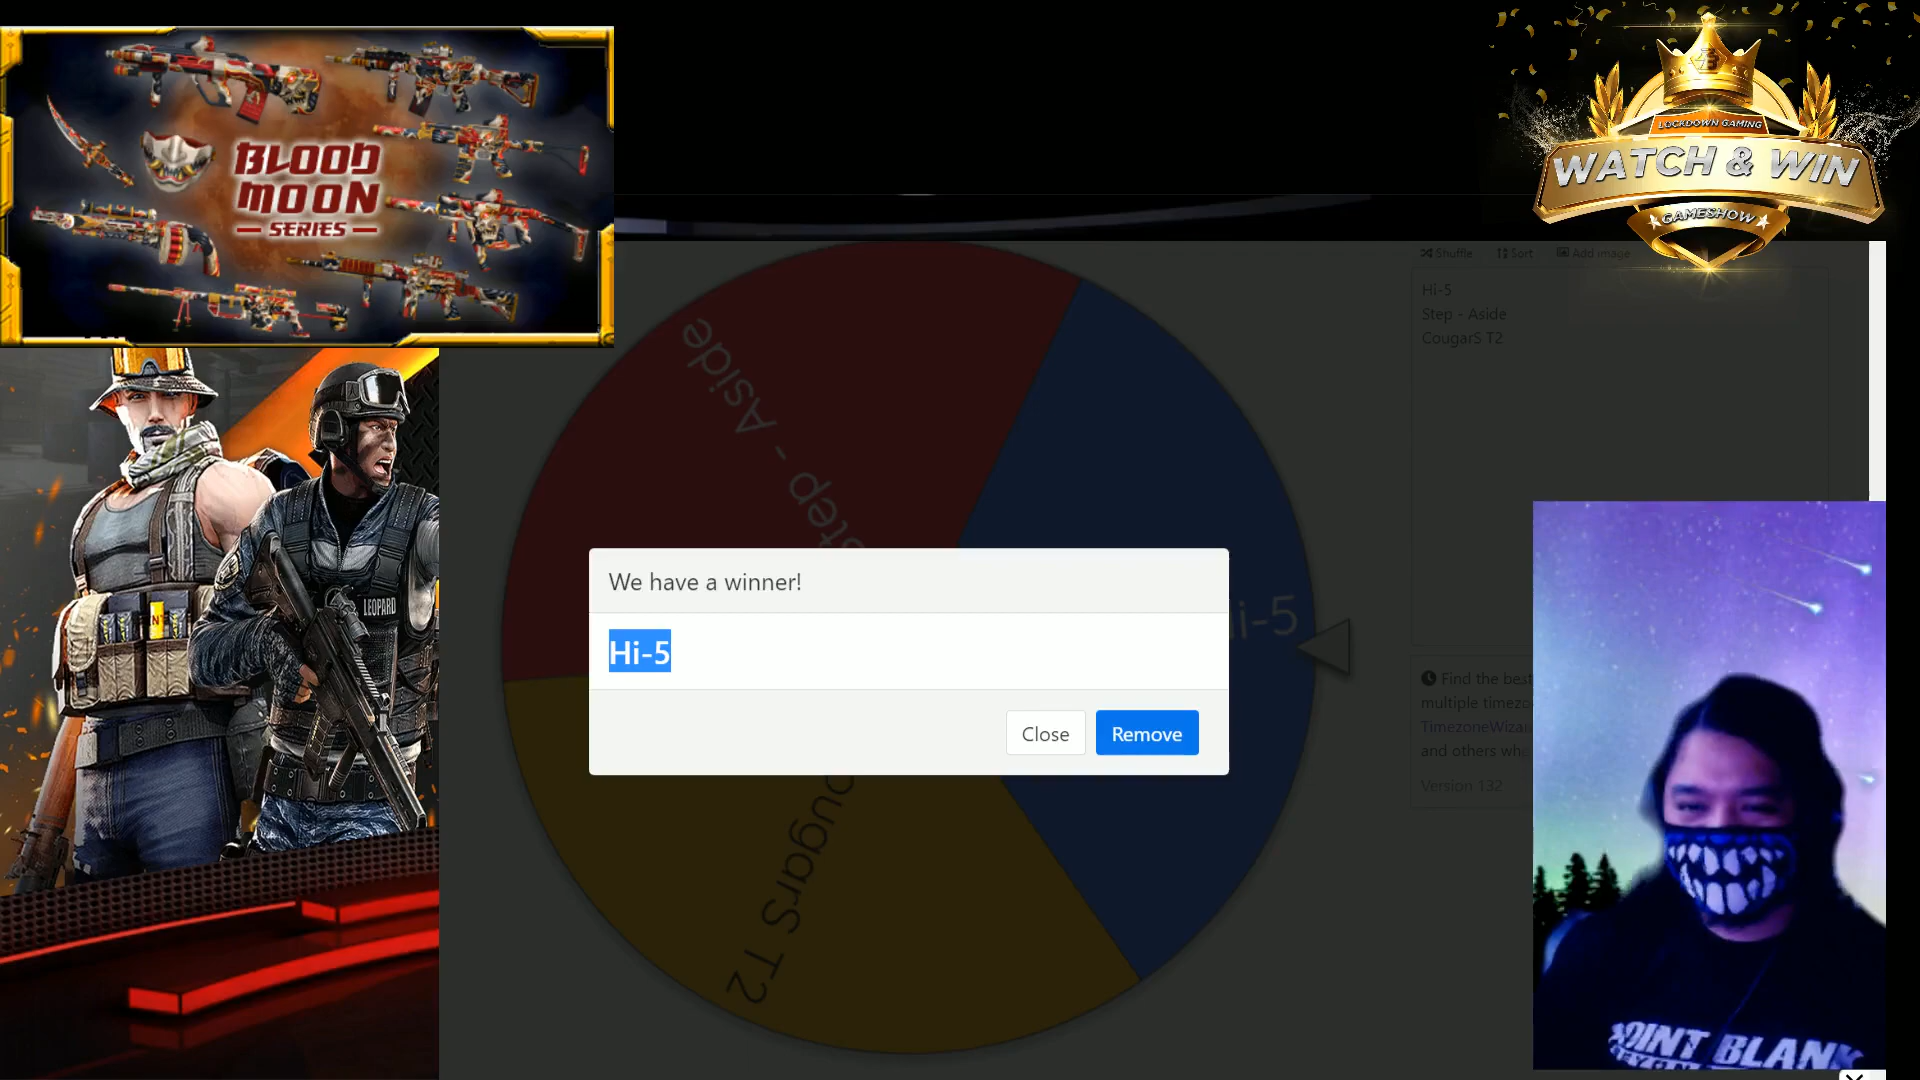 BLOOD
MOON
SERIES
LOCKDOWN GAMING
WATCH & WIN
GAMESHOW
Shuffle Sort Add image
Hi-5
Step - Aside
CougarS T2
Step - Aside
Hi-5
CougarS T2
We have a winner!
Hi-5
Close Remove
LEOPARD
Find the best
multiple
TimezoneWizar
and others
Version 132
POINT BLANK